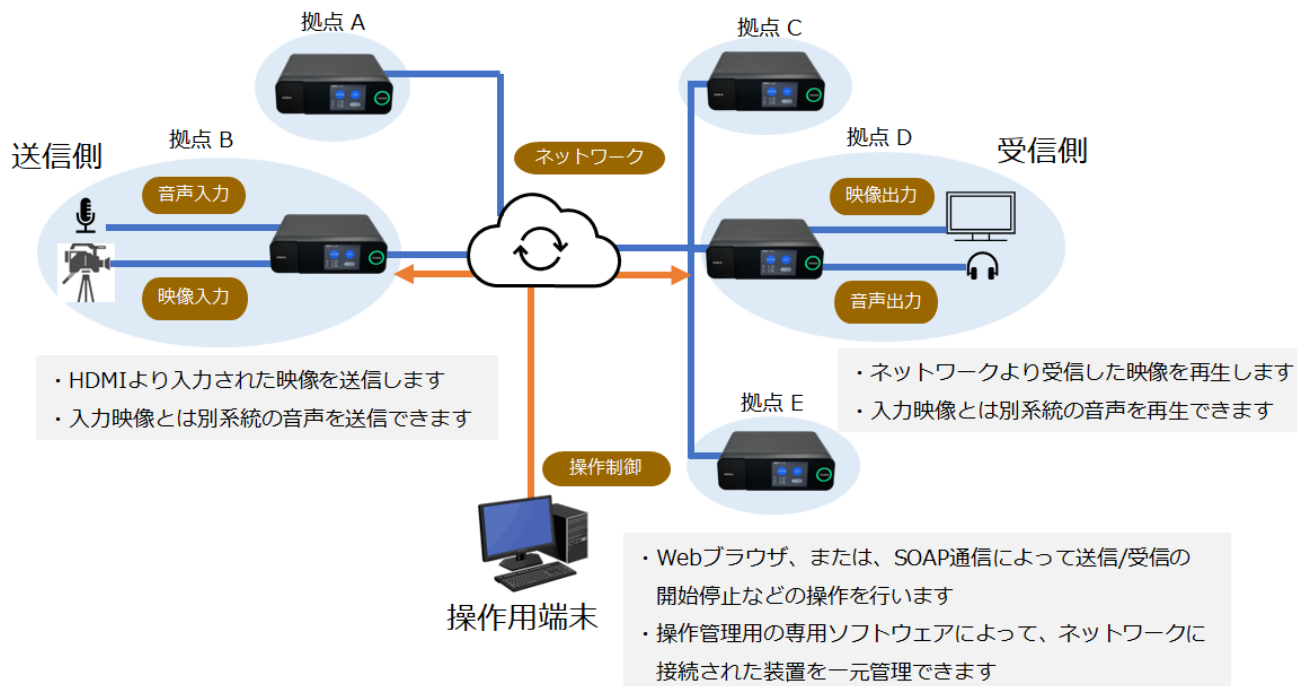 拠点 A
拠点 C
拠点 B
拠点 D
送信側
ネットワーク
受信側
音声入力
映像出力
映像入力
音声出力
・HDMIより入力された映像を送信します
・入力映像とは別系統の音声を送信できます
・ネットワークより受信した映像を再生します
・入力映像とは別系統の音声を再生できます
拠点 E
操作制御
操作用端末
・Webブラウザ、または、SOAP通信によって送信/受信の
開始停止などの操作を行います
・操作管理用の専用ソフトウェアによって、ネットワークに
接続された装置を一元管理できます